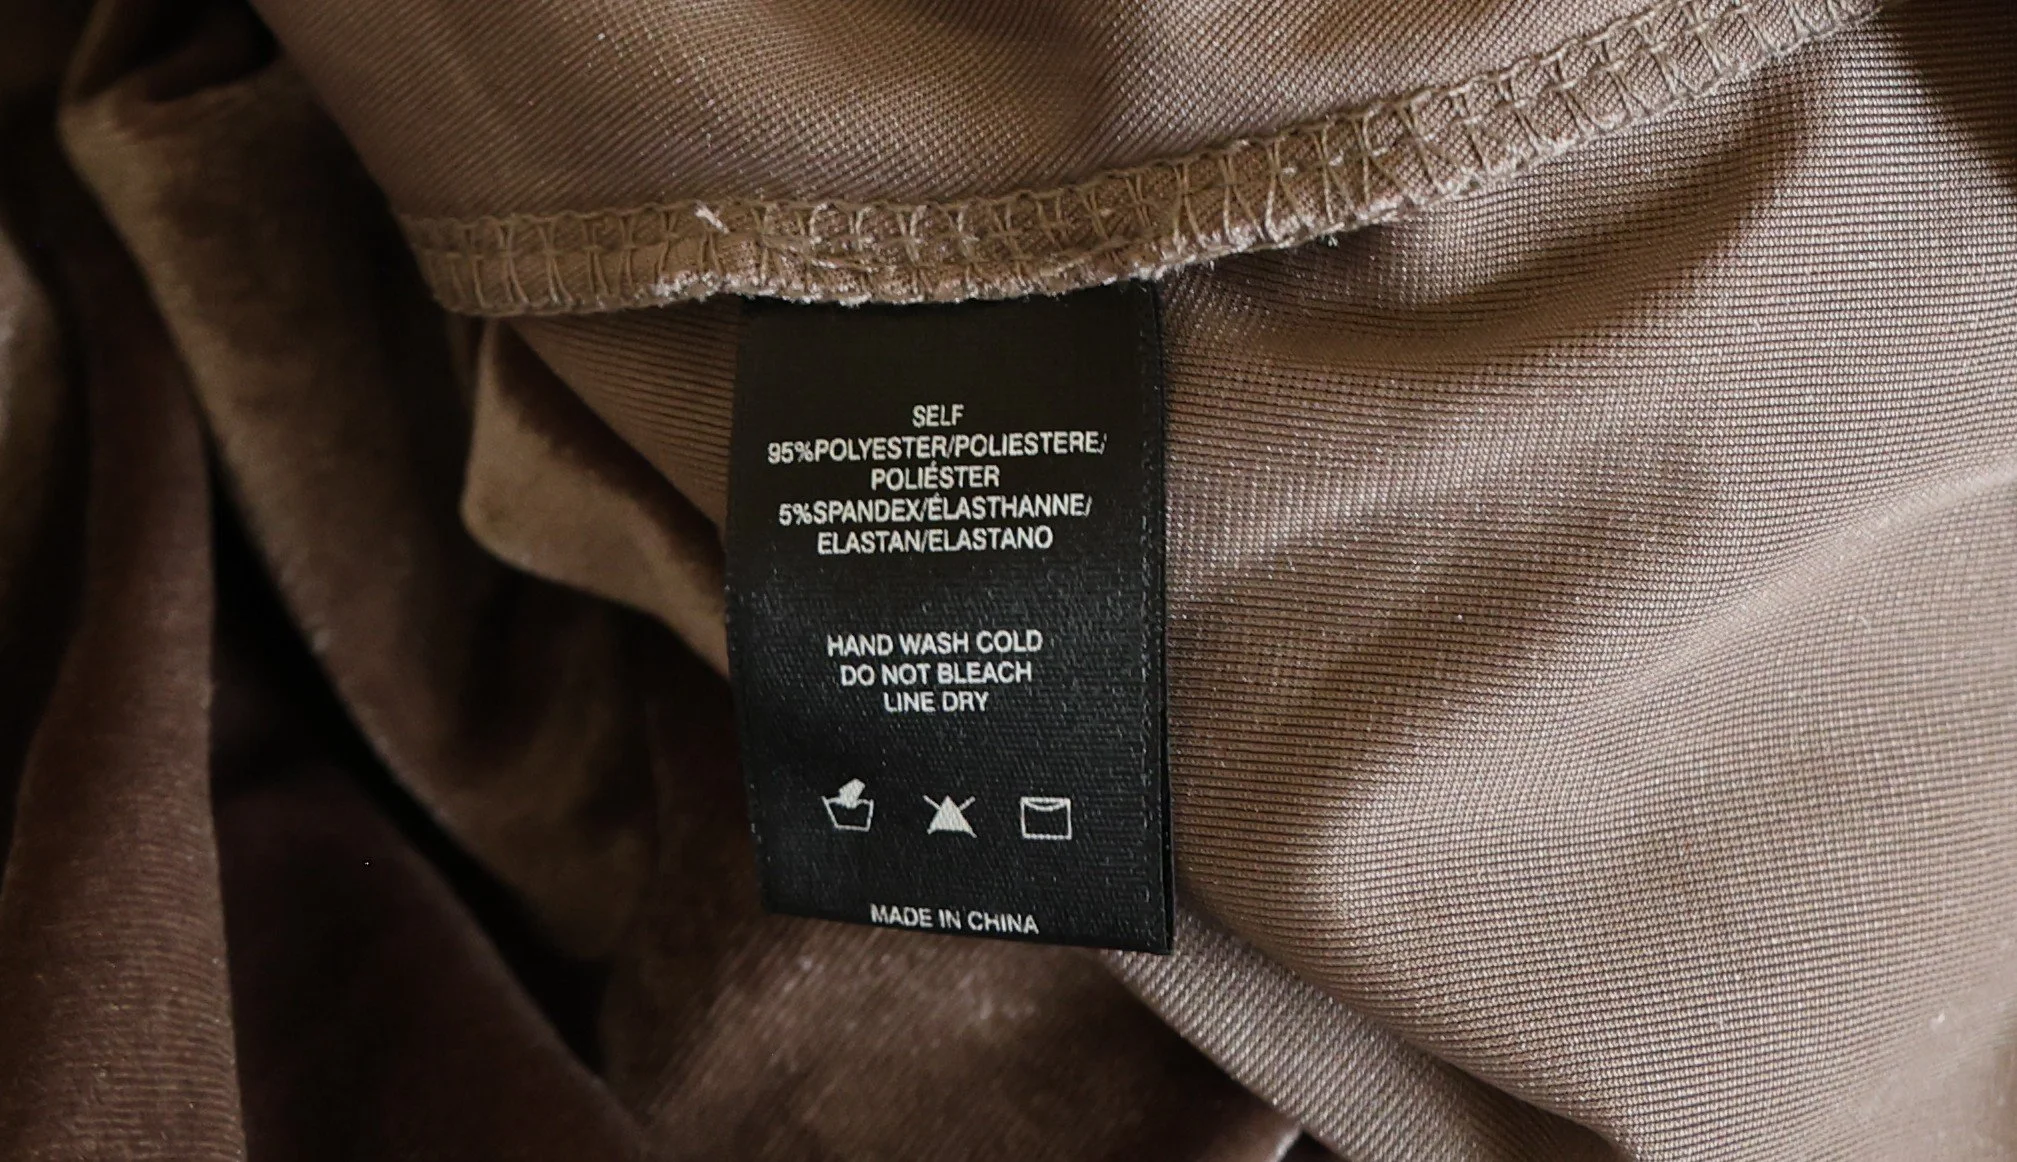 SELF
95%POLYESTER/POLIESTERE/
POLIÉSTER
5%SPANDEX/ÉLASTHANNE/
ELASTAN/ELASTANO
HAND WASH COLD
DO NOT BLEACH
LINE DRY
MADE IN CHINA